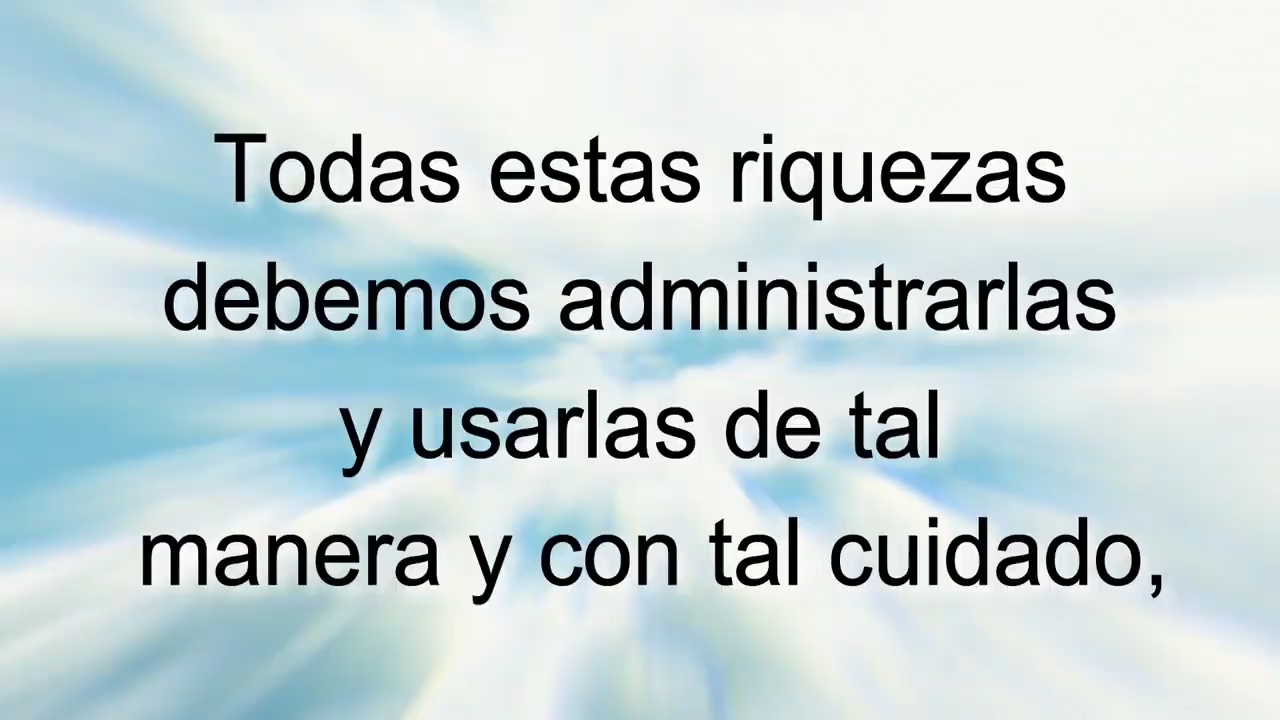 Todas estas riquezas
debemos administrarlas
y usarlas de tal
manera y con tal cuidado,